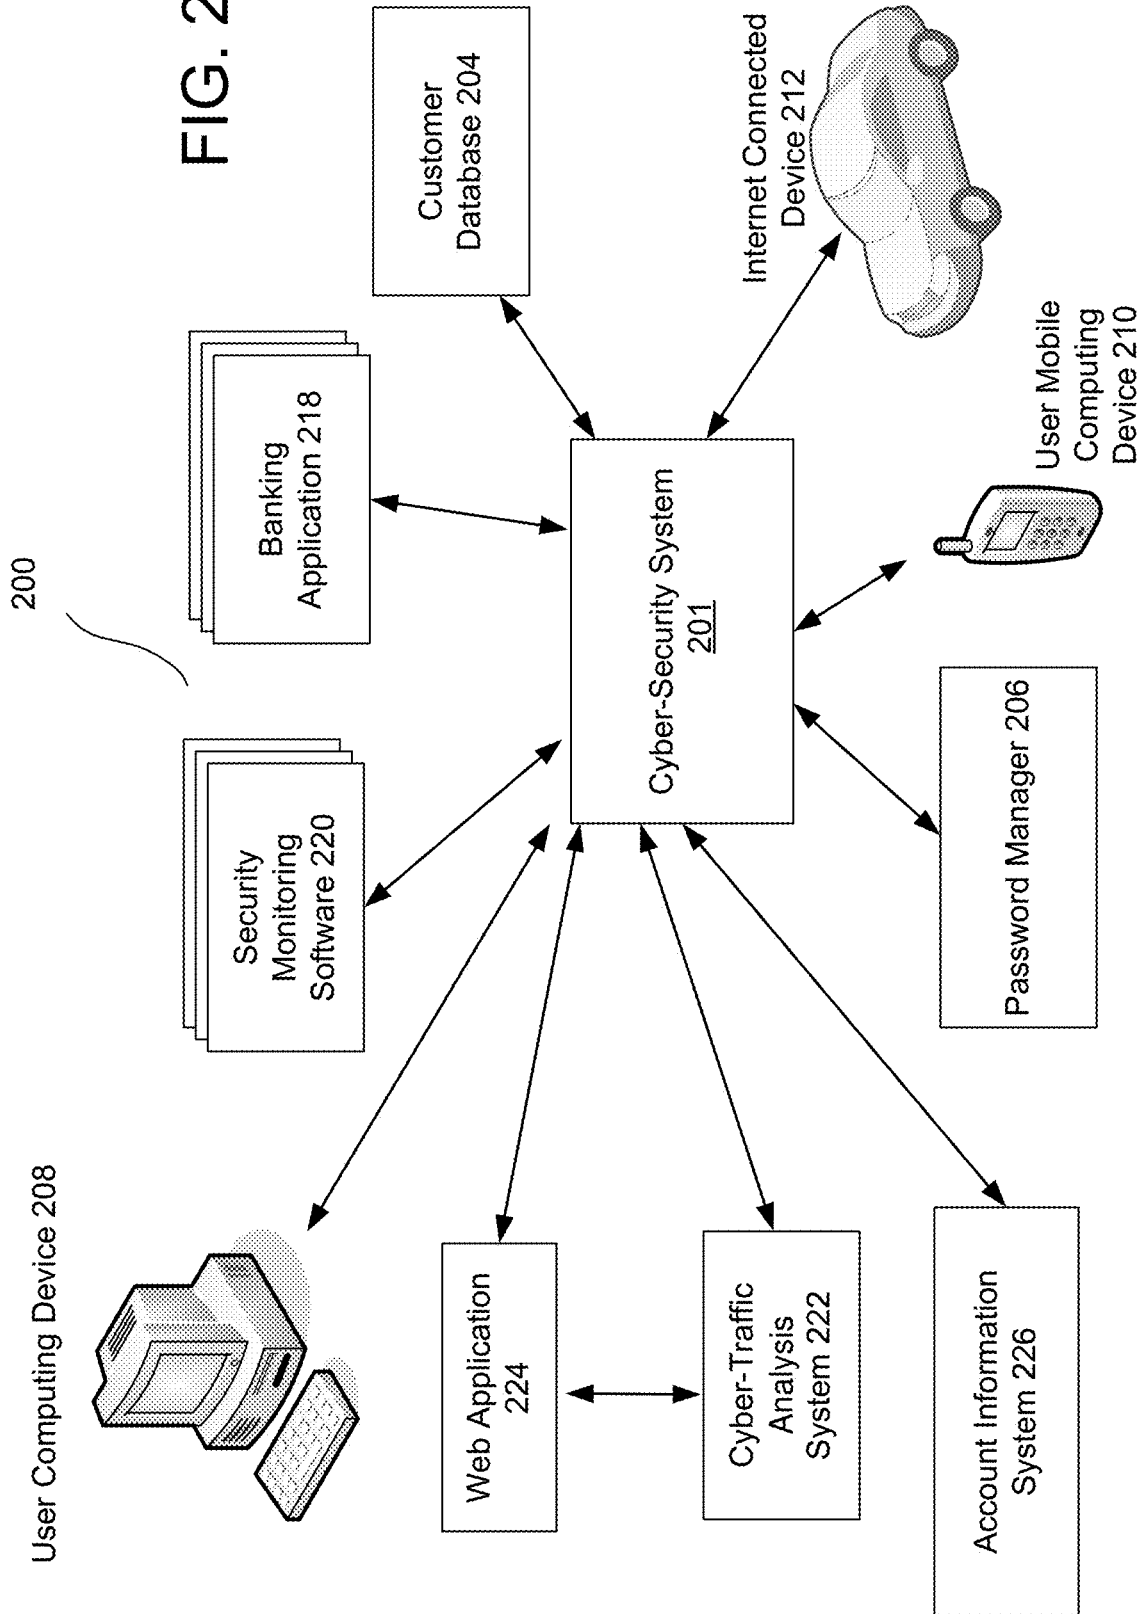 200
User Computing Device 208
FIG. 2
Security
Monitoring
Software 220
Banking
Application 218
Customer
Database 204
Web Application
224
Cyber-Security System
201
Cyber-Traffic
Analysis
System 222
Internet Connected
Device 212
Account Information
System 226
Password Manager 206
User Mobile
Computing
Device 210